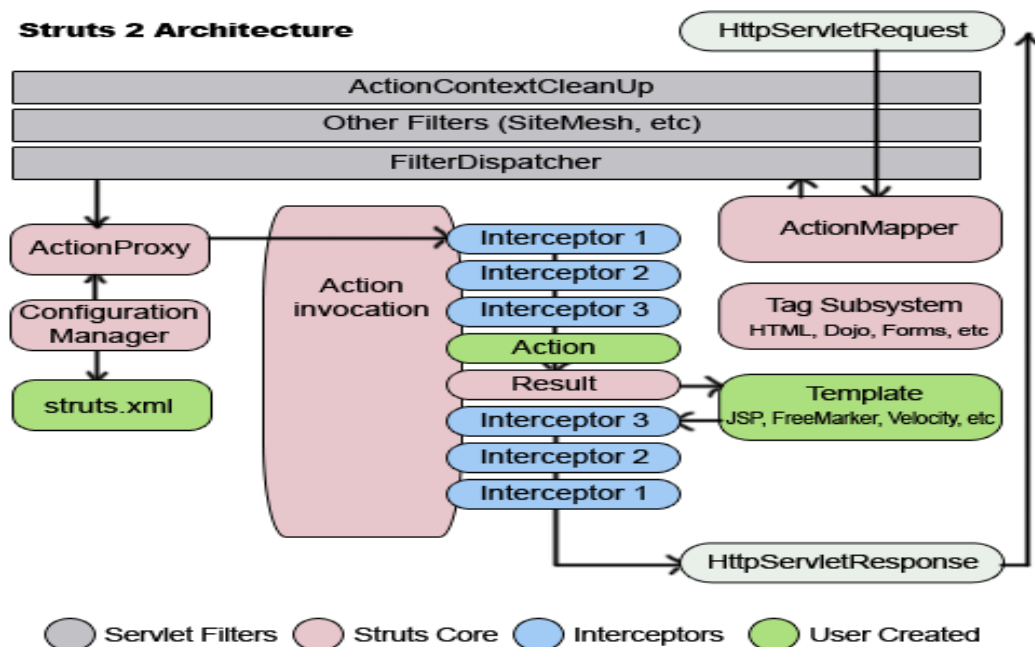 Struts 2 Architecture
HttpServletRequest
ActionContextCleanUp
Other Filters (SiteMesh, etc)
FilterDispatcher
ActionProxy
Configuration
Manager
struts.xml
Action
invocation
Interceptor 1
Interceptor 2
Interceptor 3
Action
Result
Interceptor 3
Interceptor 2
Interceptor 1
ActionMapper
Tag Subsystem
HTML, Dojo, Forms, etc
Template
JSP, FreeMarker, Velocity, etc
HttpServletResponse
Servlet Filters
Struts Core
Interceptors
User Created